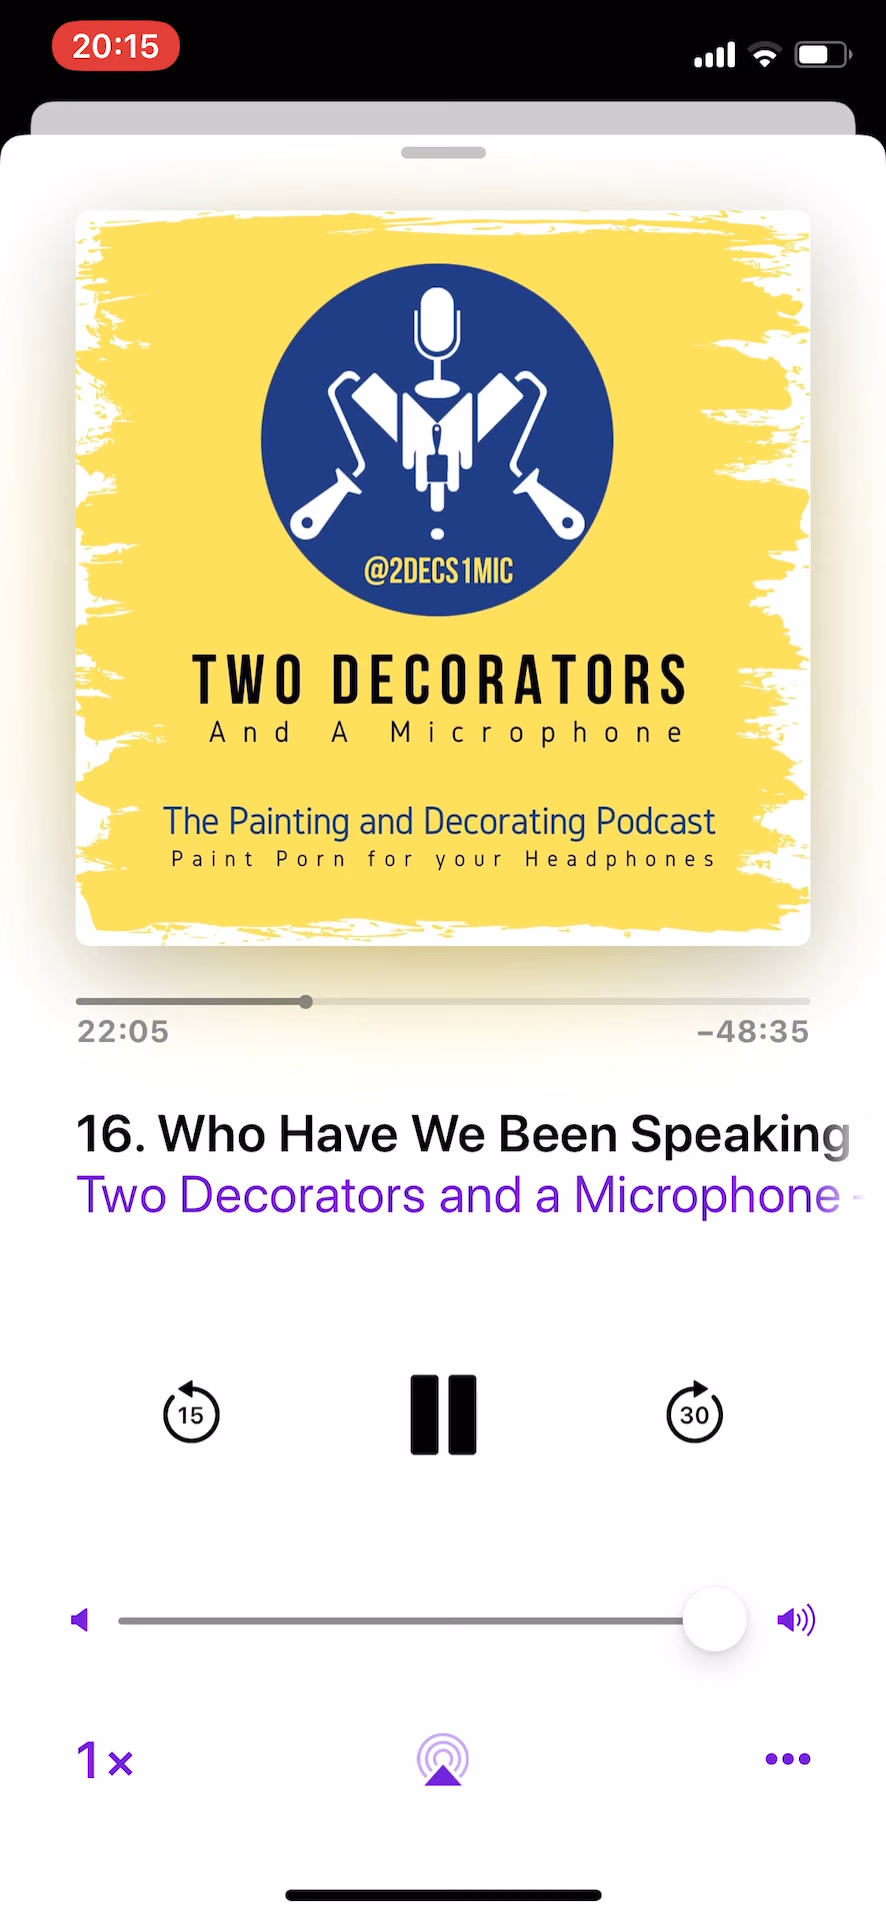 20:15
@2DECS1MIC
TWO DECORATORS
And A Microphone
The Painting and Decorating Podcast
Paint Porn for your Headphones
22:05
–48:35
16. Who Have We Been Speaking
Two Decorators and a Microphone -
15
30
1×